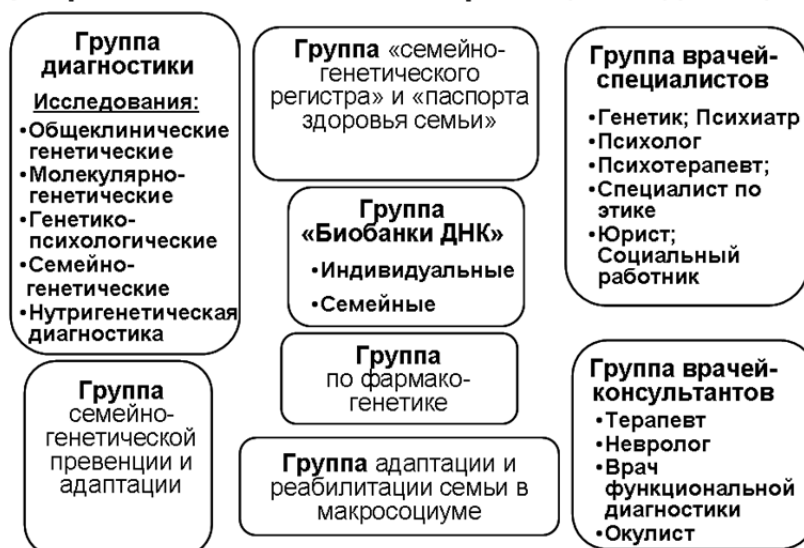 Группа
диагностики
Исследования:
•Общеклинические
генетические
•Молекулярно-
генетические
•Генетико-
психологические
•Семейно-
генетические
•Нутригенетическая
диагностика
Группа
семейно-
генетической
превенции и
адаптации
Группа «семейно-
генетического
регистра» и «паспорта
здоровья семьи»
Группа
«Биобанки ДНК»
•Индивидуальные
•Семейные
Группа
по фармако-
генетике
Группа адаптации и
реабилитации семьи в
макросоциуме
Группа врачей-
специалистов
•Генетик; Психиатр
•Психолог
•Психотерапевт;
•Специалист по
этике
•Юрист;
Социальный
работник
Группа врачей-
консультантов
•Терапевт
•Невролог
•Врач
функциональной
диагностики
•Окулист